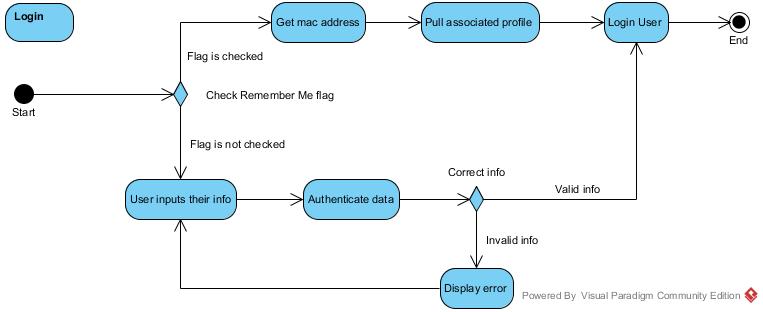 Login
Get mac address
Pull associated profile
Login User
End
Flag is checked
Start
Check Remember Me flag
Flag is not checked
User inputs their info
Authenticate data
Correct info
Valid info
Invalid info
Display error
Powered By Visual Paradigm Community Edition